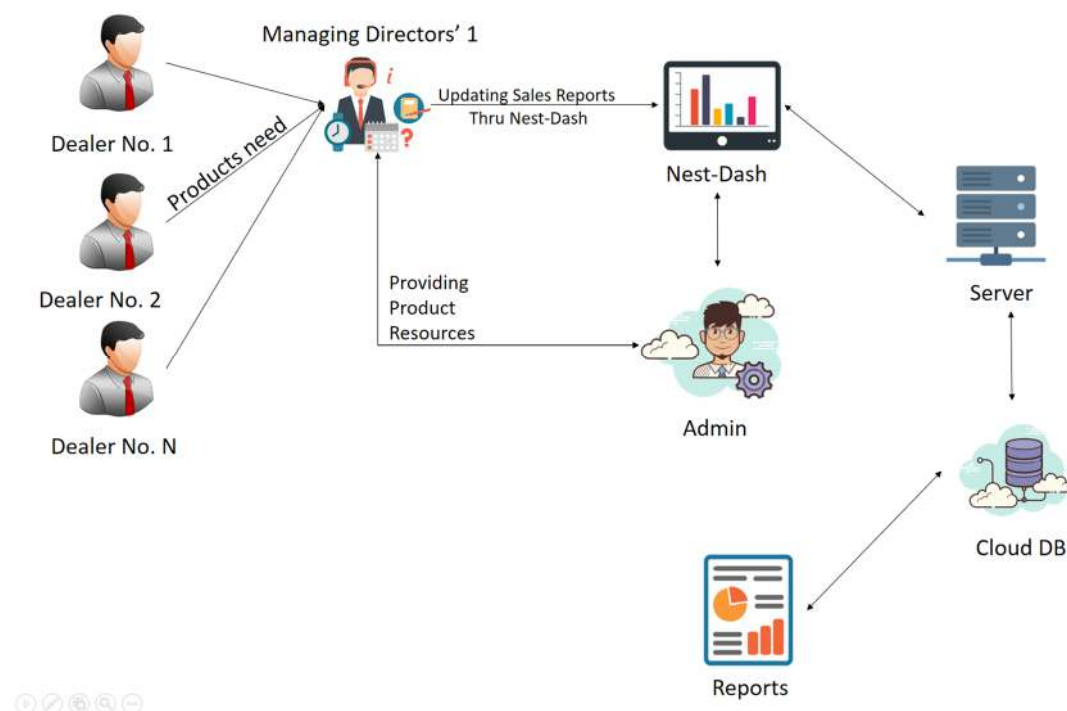 Managing Directors’ 1
Dealer No. 1
Products need
Updating Sales Reports
Thru Nest-Dash
Nest-Dash
Dealer No. 2
Providing
Product
Resources
Server
Dealer No. N
Admin
Cloud DB
Reports
i
?